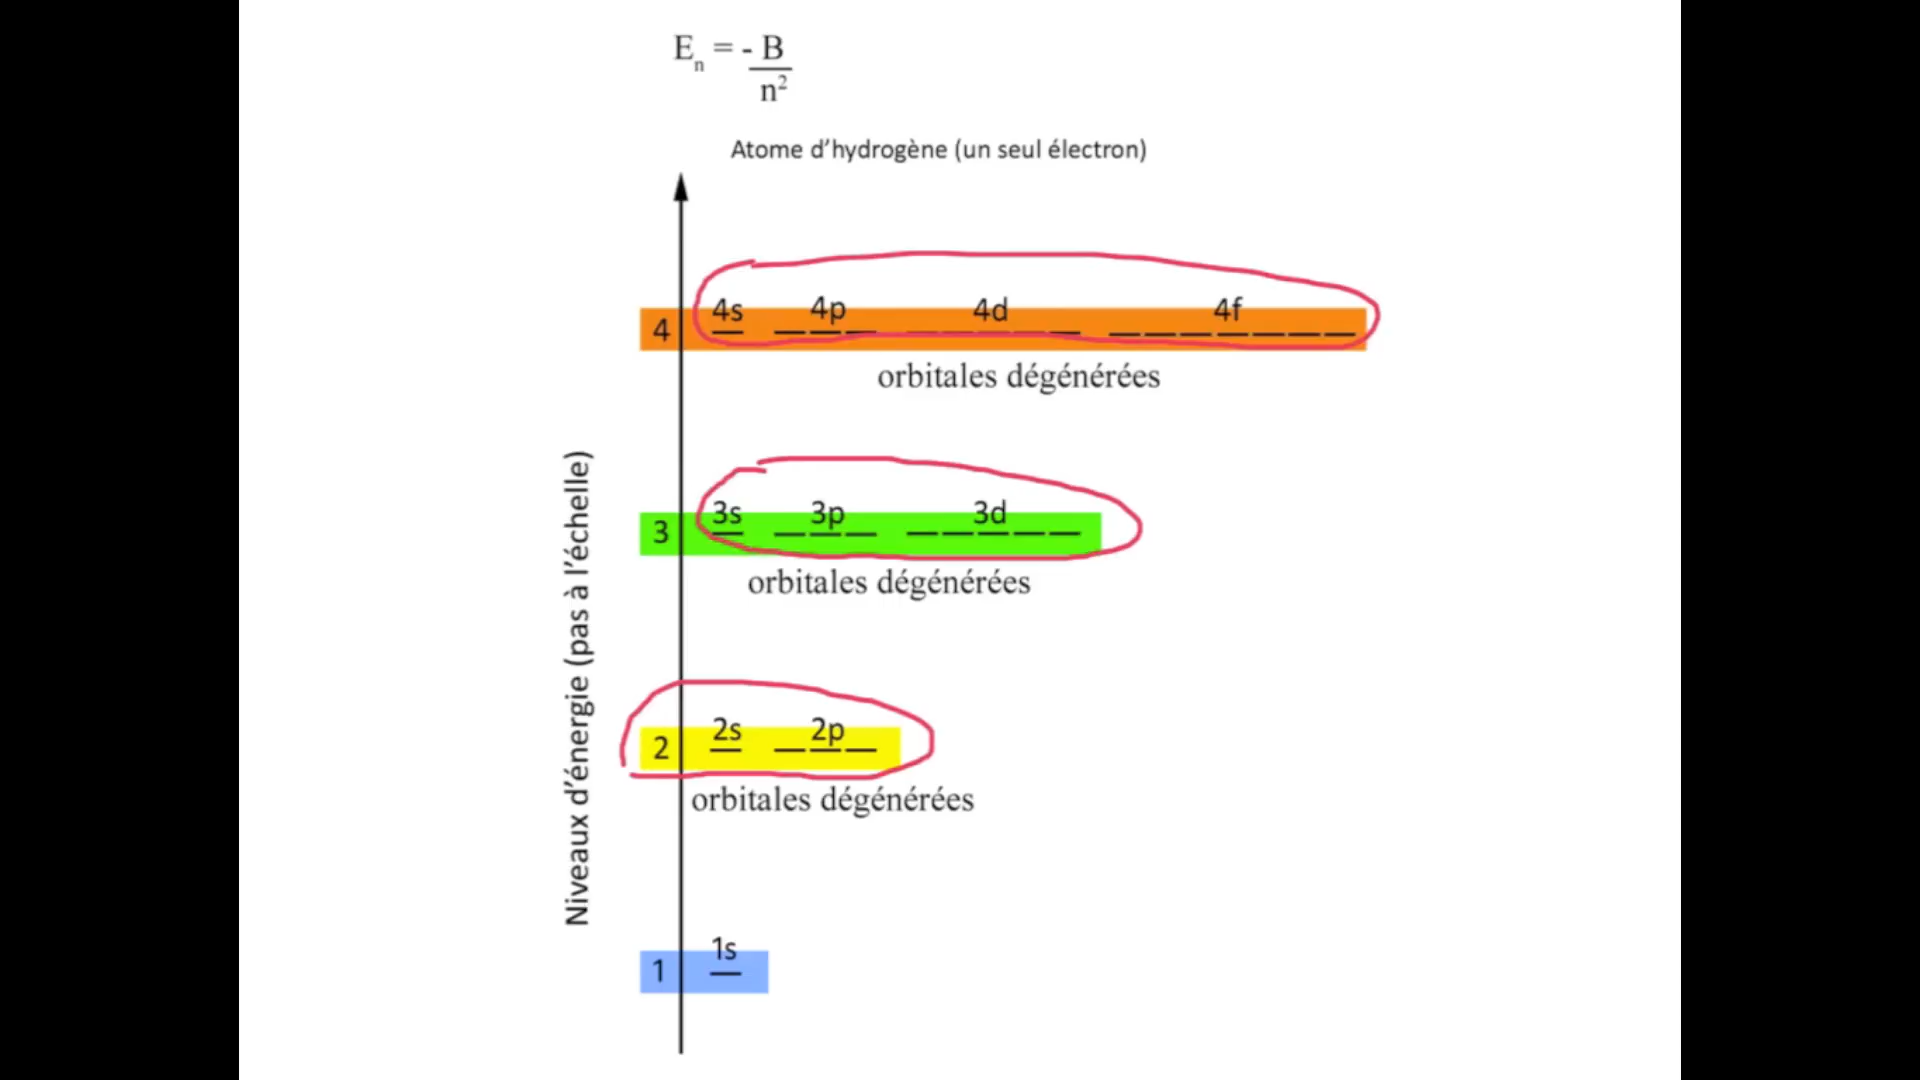 E_n = - B
n²
Atome d’hydrogène (un seul électron)
4s 4p 4d 4f
4
orbitales dégénérées
3s 3p 3d
3
orbitales dégénérées
Niveaux d’énergie (pas à l’échelle)
2s 2p
2
orbitales dégénérées
1s
1